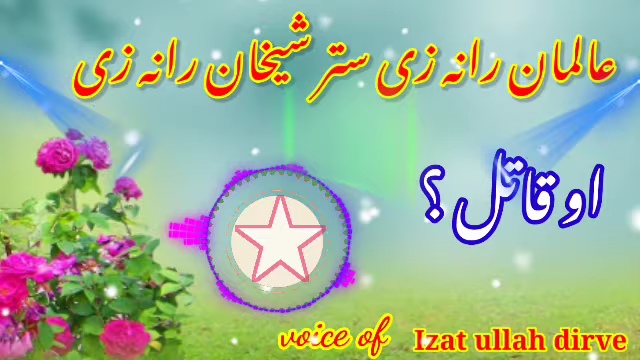 عالمان رانه زی ستر شیخان رانه زی
او قاتل ؟
voice of Izat ullah dirve